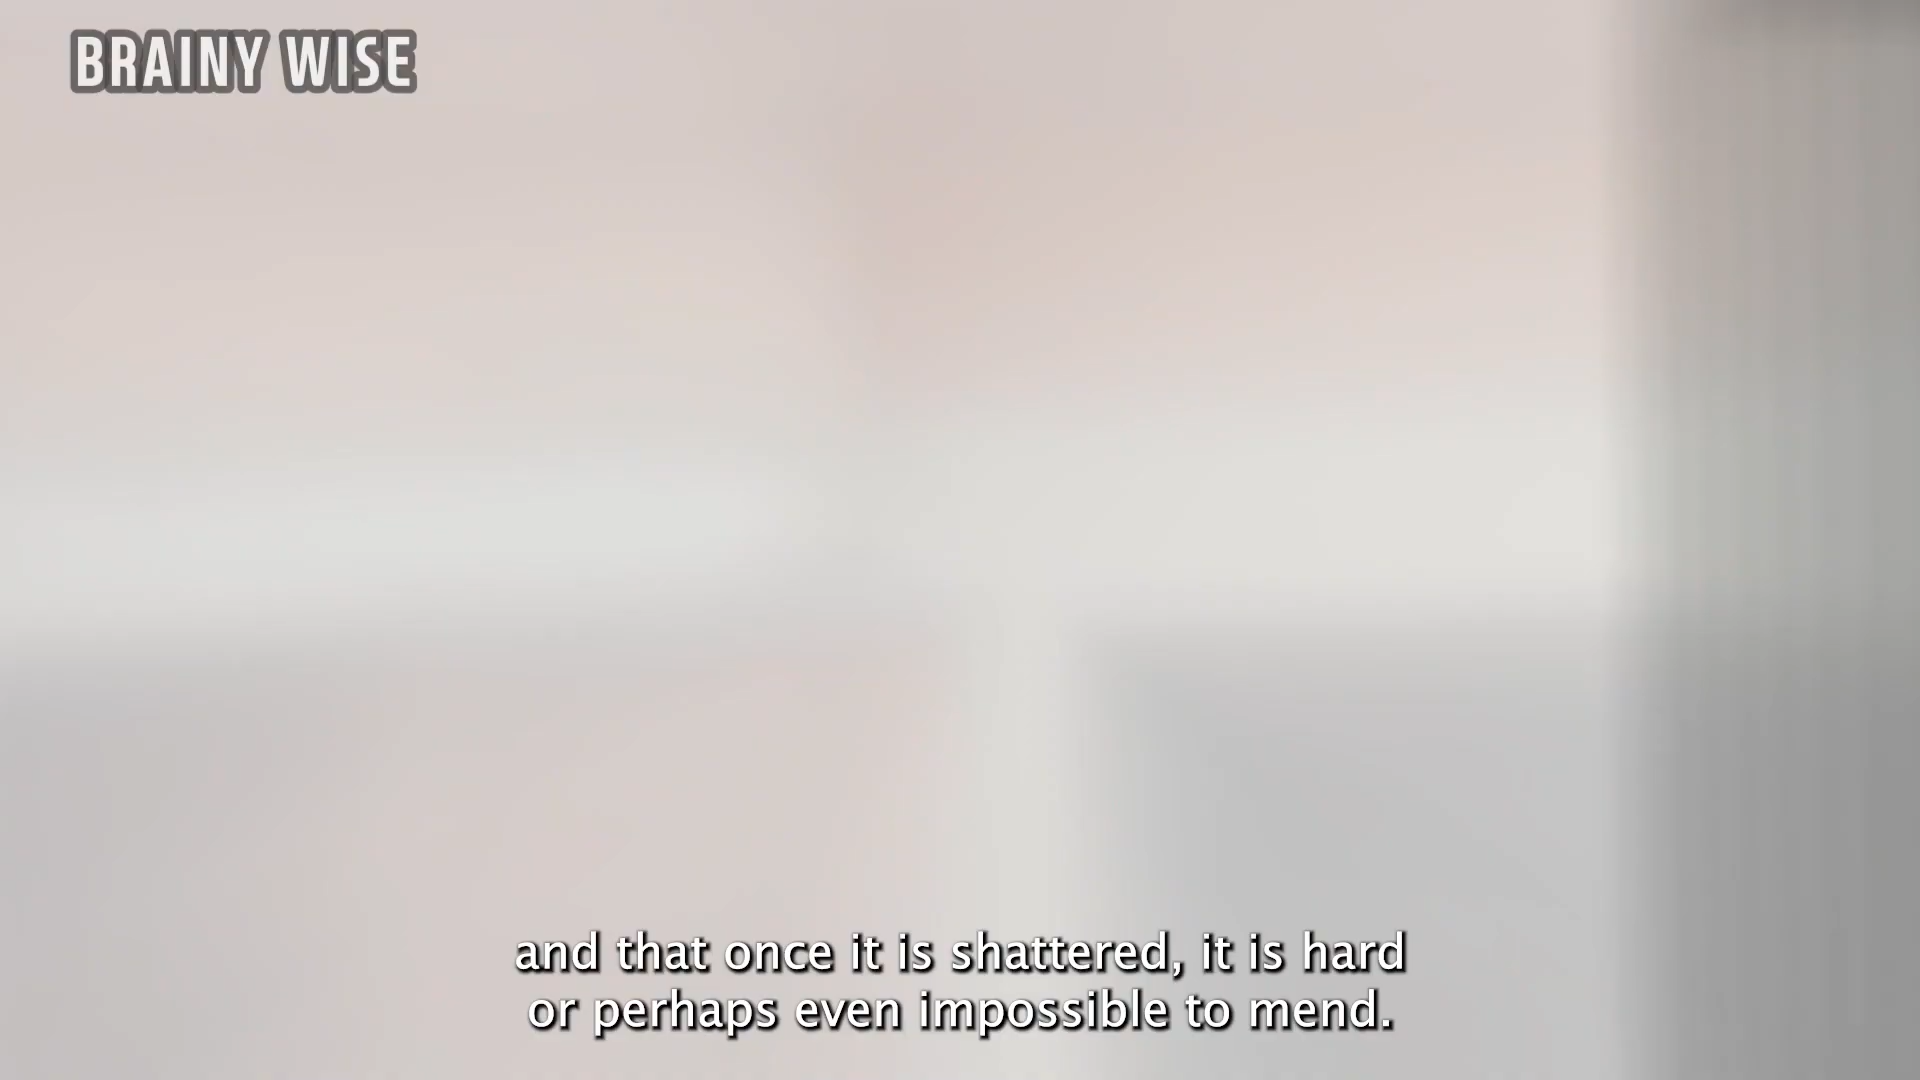 BRAINY WISE
and that once it is shattered, it is hard
or perhaps even impossible to mend.